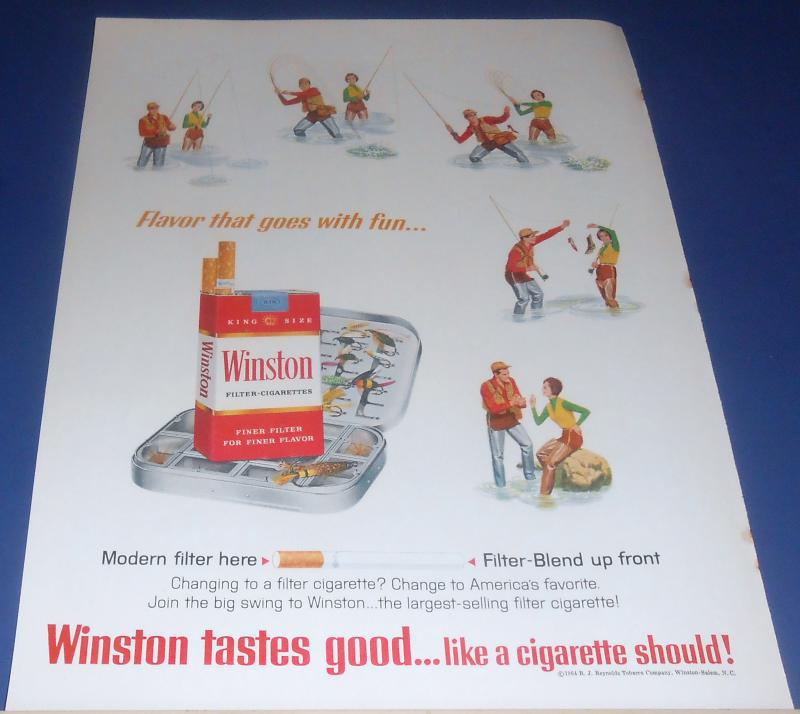 Flavor that goes with fun...
KING SIZE
Winston
Winston
FILTER-CIGARETTES
FINER FILTER
FOR FINER FLAVOR
Modern filter here
Filter-Blend up front
Changing to a filter cigarette? Change to America's favorite.
Join the big swing to Winston...the largest-selling filter cigarette!
Winston tastes good...like a cigarette should!
©1964 R. J. Reynolds Tobacco Company, Winston-Salem, N.C.